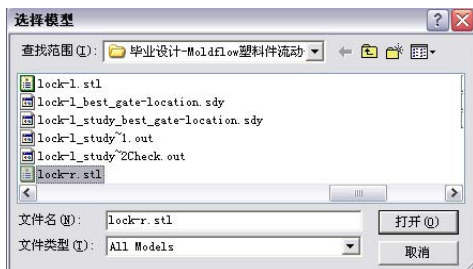 选择模型
查找范围(I): 毕业设计-Moldflow塑料件流动
lock-l.stl
lock-l_best_gate-location.sdy
lock-l_study_best_gate-location.sdy
lock-l_study~1.out
lock-l_study~2Check.out
lock-r.stl
文件名(N): lock-r.stl 打开(O)
文件类型(T): All Models 取消